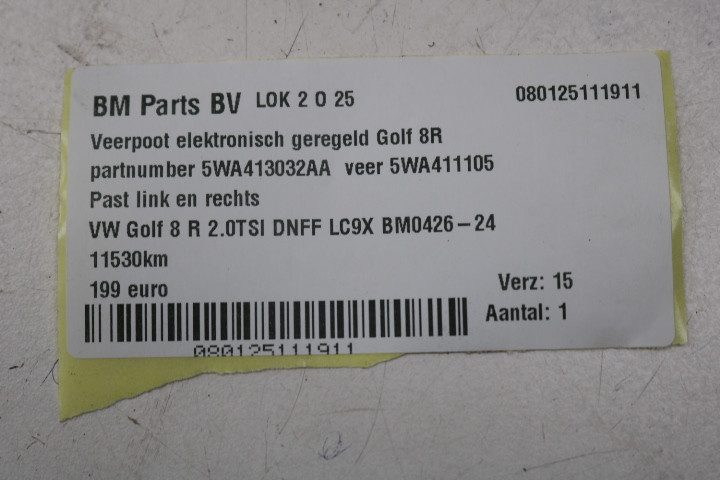 BM Parts BV LOK 2 O 25 080125111911
Veerpoot elektronisch geregeld Golf 8R
partnumber 5WA413032AA veer 5WA411105
Past link en rechts
VW Golf 8 R 2.0TSI DNFF LC9X BM0426-24
11530km
199 euro Verz: 15
Aantal: 1
080125111911